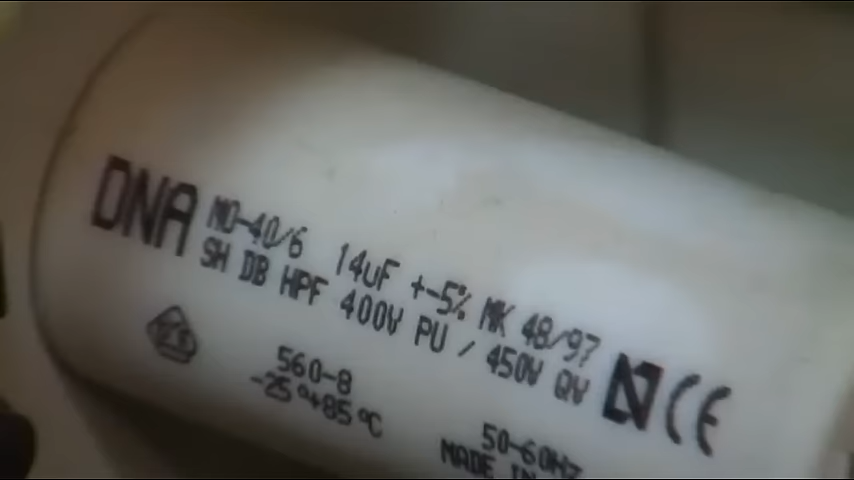 DNA
MO-40/6 14uF +-5% MK 48/97
SH DB HPF 400V PU / 450V QV
CE
560-8
-25°+85°C
50-60Hz
MADE IN